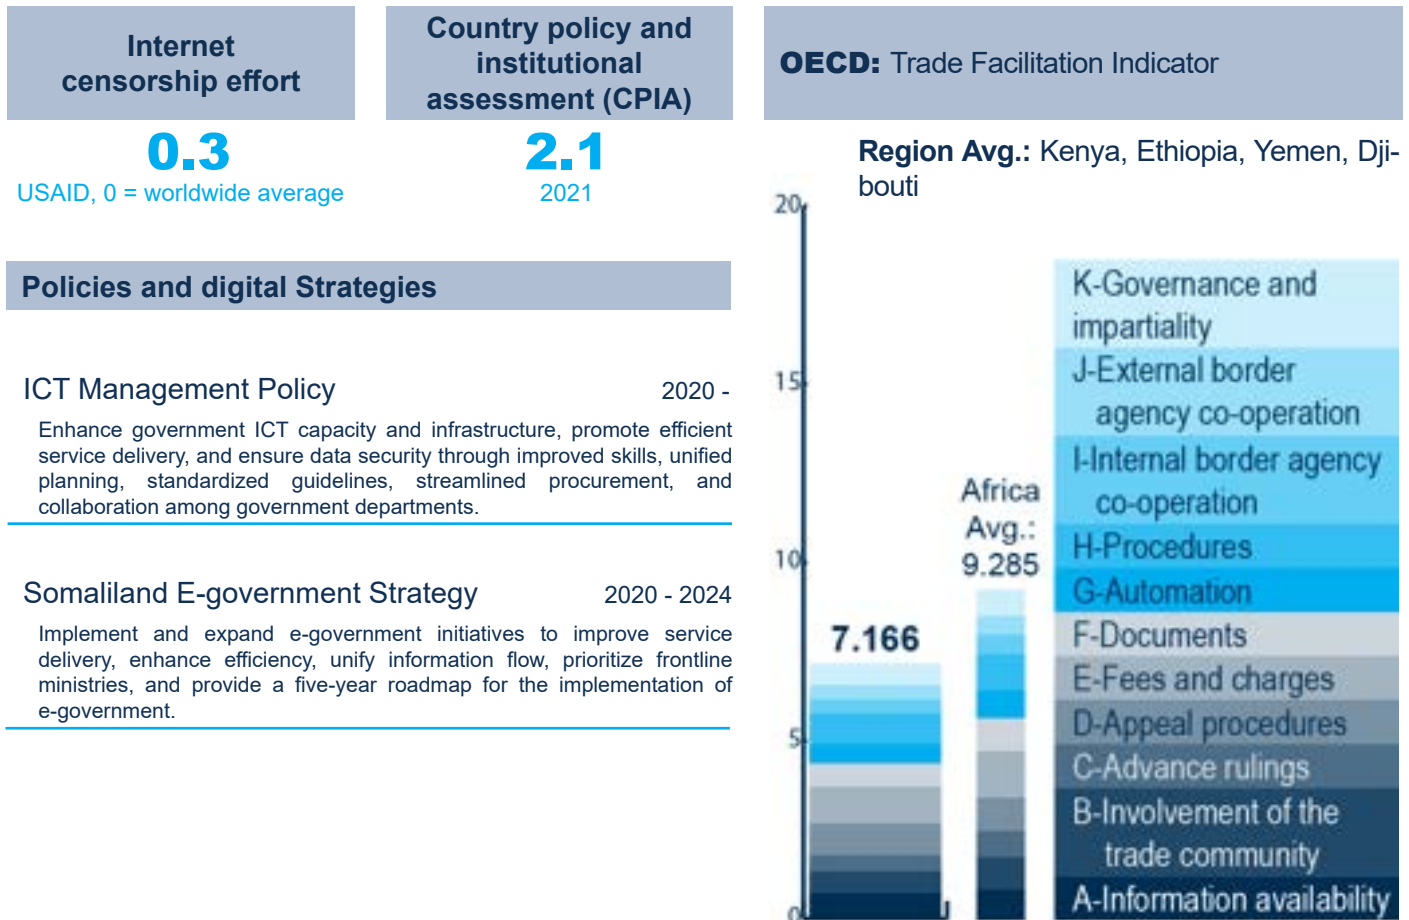 Internet
censorship effort
0.3
USAID, 0 = worldwide average
Country policy and
institutional
assessment (CPIA)
2.1
2021
Policies and digital Strategies
ICT Management Policy 2020 -
Enhance government ICT capacity and infrastructure, promote efficient
service delivery, and ensure data security through improved skills, unified
planning, standardized guidelines, streamlined procurement, and
collaboration among government departments.
Somaliland E-government Strategy 2020 - 2024
Implement and expand e-government initiatives to improve service
delivery, enhance efficiency, unify information flow, prioritize frontline
ministries, and provide a five-year roadmap for the implementation of
e-government.
OECD: Trade Facilitation Indicator
Region Avg.: Kenya, Ethiopia, Yemen, Dji-
bouti
20
15
10
5
0
7.166
Africa
Avg.:
9.285
K-Governance and
impartiality
J-External border
agency co-operation
I-Internal border agency
co-operation
H-Procedures
G-Automation
F-Documents
E-Fees and charges
D-Appeal procedures
C-Advance rulings
B-Involvement of the
trade community
A-Information availability